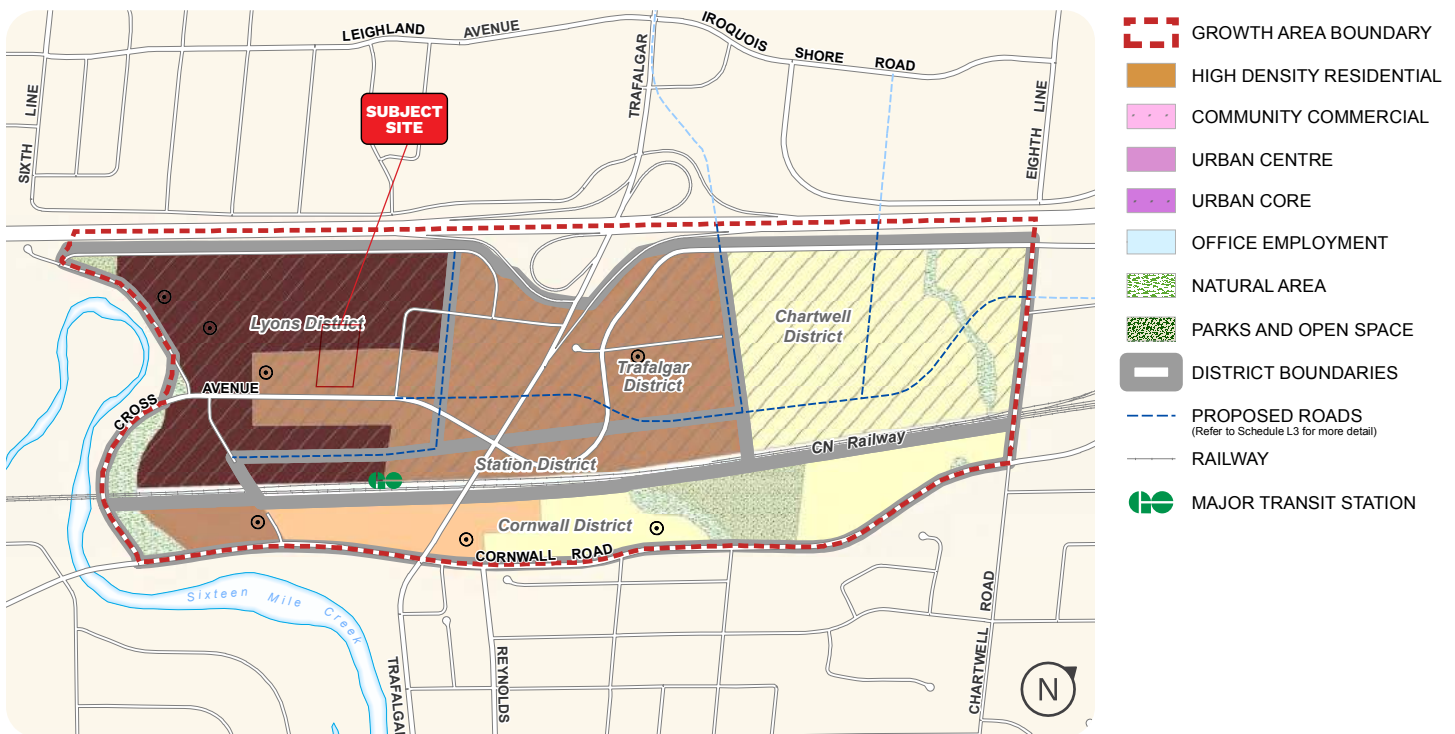 LEIGHLAND AVENUE
IROQUOIS SHORE ROAD
SIXTH LINE
TRAFALGAR
EIGHTH LINE
SUBJECT
SITE
Lyons District
Chartwell
District
Trafalgar
District
CROSS AVENUE
Station District
CN Railway
Cornwall District
CORNWALL ROAD
Sixteen Mile Creek
TRAFALGAR
REYNOLDS
CHARTWELL ROAD
N
GROWTH AREA BOUNDARY
HIGH DENSITY RESIDENTIAL
COMMUNITY COMMERCIAL
URBAN CENTRE
URBAN CORE
OFFICE EMPLOYMENT
NATURAL AREA
PARKS AND OPEN SPACE
DISTRICT BOUNDARIES
PROPOSED ROADS
(Refer to Schedule L3 for more detail)
RAILWAY
GO MAJOR TRANSIT STATION